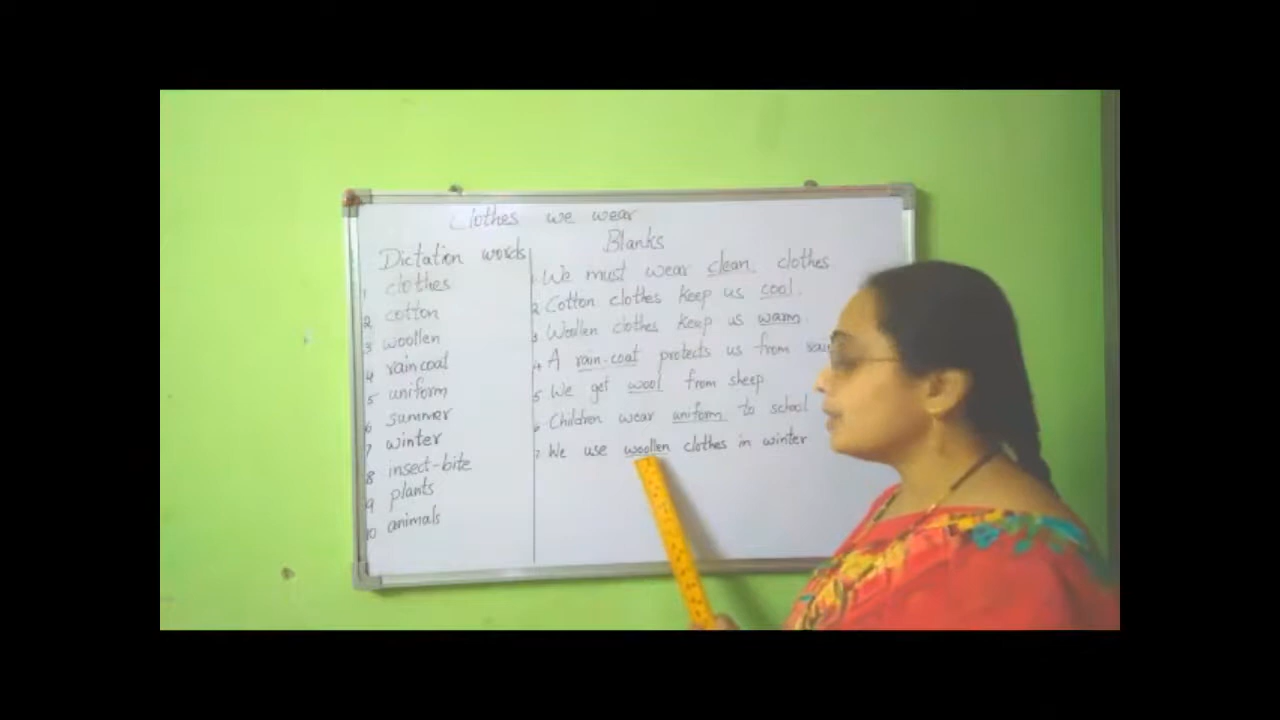 Clothes we wear
Dictation words
1 clothes
2 cotton
3 woollen
4 raincoat
5 uniform
6 summer
7 winter
8 insect-bite
9 plants
10 animals
Blanks
1. We must wear clean. clothes
2. Cotton clothes keep us cool.
3 Woollen clothes keep us warm.
4. A rain-coat protects us from
5 We get wool from sheep
6. Children wear uniform to school
7. We use woollen clothes in winter